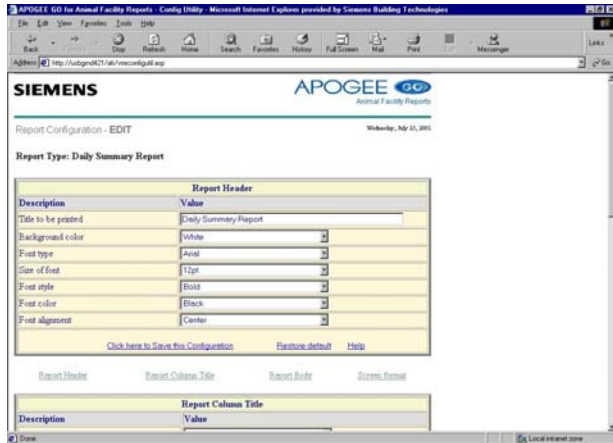 APOGEE GO for Animal Facility Reports - Config Utility - Microsoft Internet Explorer provided by Siemens Building Technologies
File Edit View Favorites Tools Help
Back Stop Refresh Home Search Favorites History Full Screen Mail Print Edit Messenger Links
Address Go
SIEMENS
APOGEE GO
Animal Facility Reports
Report Configuration - EDIT
Report Type: Daily Summary Report
Report Header
Description Value
Title to be printed Daily Summary Report
Background color White
Font type Arial
Size of font 12pt
Font style Bold
Font color Black
Font alignment Center
Click here to Save this Configuration Restore default Help
Report Header Report Column Title Report Body Screen Format
Report Column Title
Description Value
Done Local intranet zone